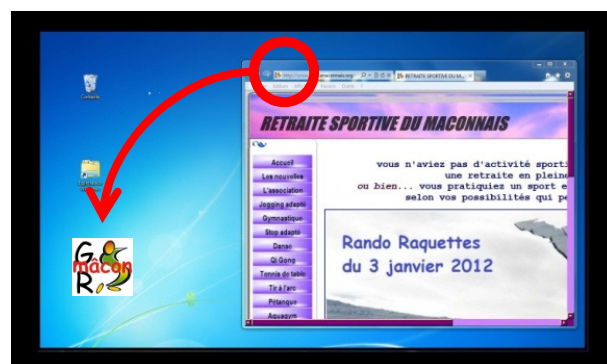 RETRAITE SPORTIVE DU M...
RETRAITE SPORTIVE DU MACONNAIS
Accueil
Les nouvelles
L'association
Jogging adapté
Gymnastique
Stop adapté
Danse
Qi Gong
Tennis de table
Tir à l'arc
Pétanque
Aquagym
vous n'aviez pas d'activité sporti
une retraite en pleine
ou bien... vous pratiquiez un sport e
selon vos possibilités qui pe
Rando Raquettes
du 3 janvier 2012
G
mâcon
R